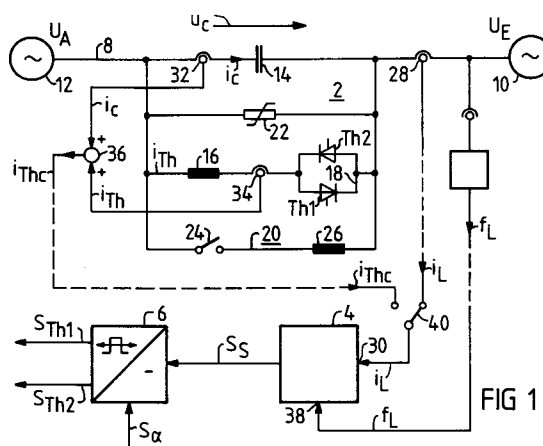 u_c
U_A
U_E
8
12
32
i_c
14
28
10
2
i_c
36
+
+
22
i_Th
16
Th2
18
34
Th1
i_Thc
i_Th
24
20
26
f_L
i_Thc
i_L
40
6
4
S_Th1
S_S
30
i_L
-
S_Th2
38
f_L
S_α
FIG 1